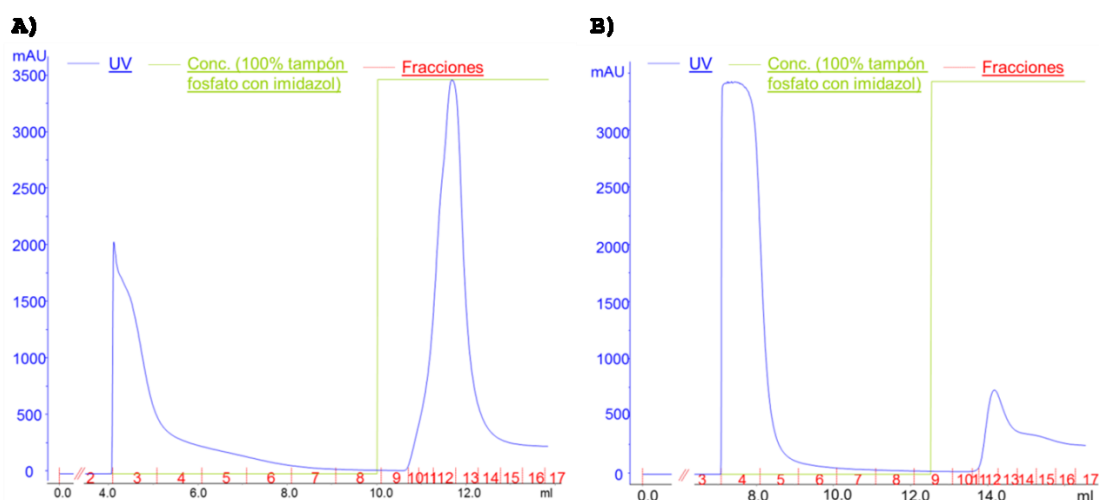 A)
mAU
UV
Conc. (100% tampón
fosfato con imidazol)
Fracciones
3500
3000
2500
2000
1500
1000
500
0
2 3 4 5 6 7 8 9 10 11 12 13 14 15 16 17
0.0 4.0 6.0 8.0 10.0 12.0 ml
B)
mAU
UV
Conc. (100% tampón
fosfato con imidazol)
Fracciones
3000
2500
2000
1500
1000
500
0
3 4 5 6 7 8 9 10 11 12 13 14 15 16 17
0.0 8.0 10.0 12.0 14.0 ml